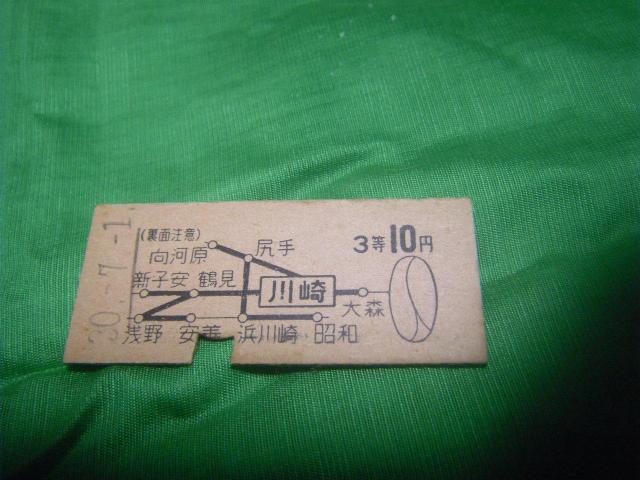 30.-7.-1
(裏面注意)
3等10円
向河原 尻手
新子安 鶴見 川崎 大森
浅野 安善 浜川崎 昭和